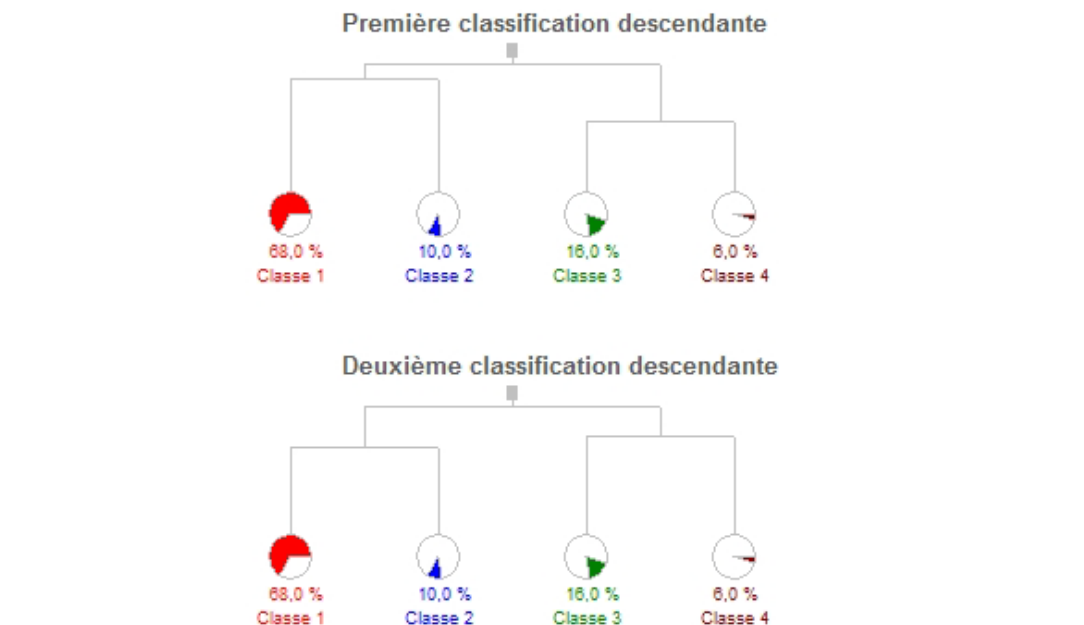 Première classification descendante
68,0 % 10,0 % 16,0 % 6,0 %
Classe 1 Classe 2 Classe 3 Classe 4
Deuxième classification descendante
68,0 % 10,0 % 16,0 % 6,0 %
Classe 1 Classe 2 Classe 3 Classe 4